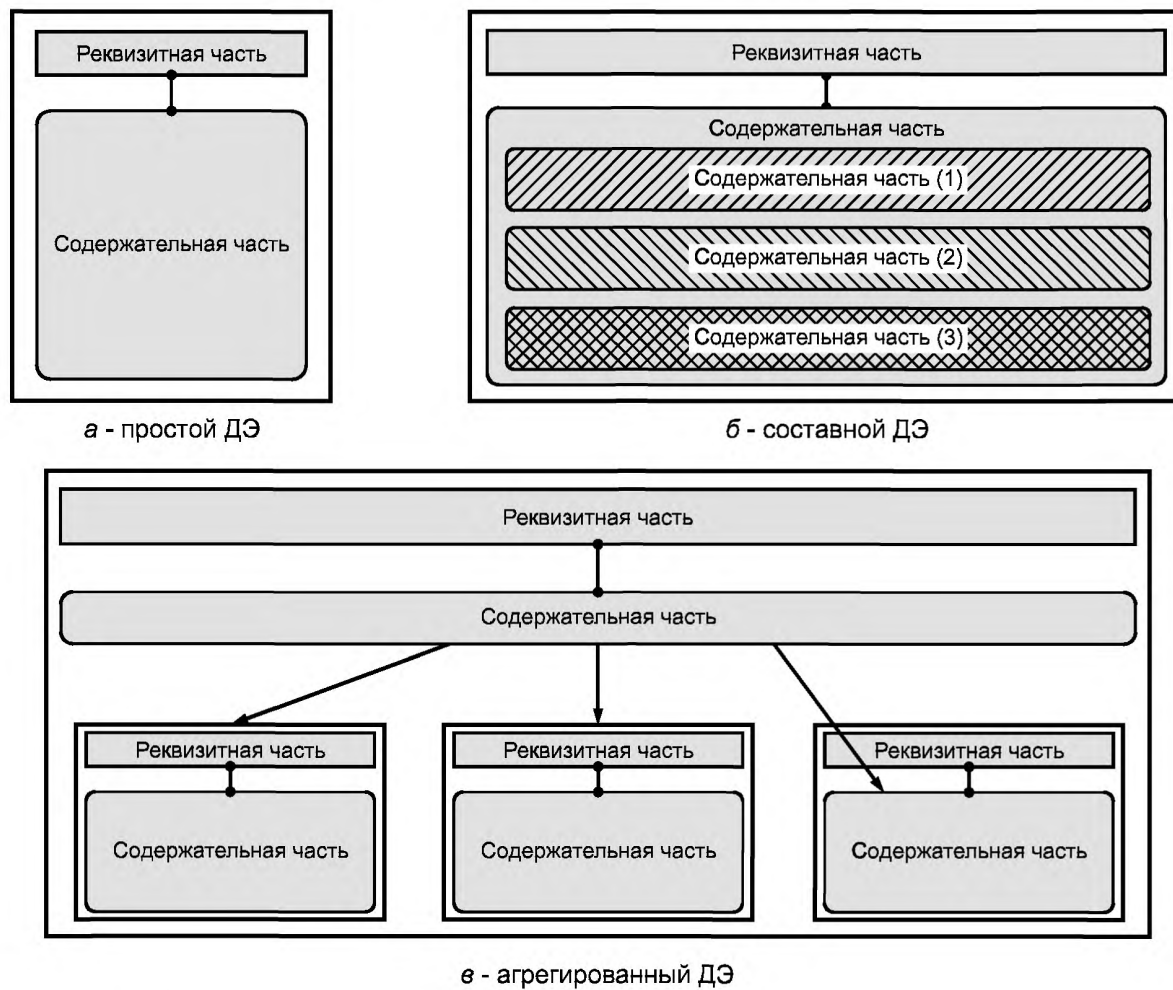 Реквизитная часть
Содержательная часть
а - простой ДЭ
Реквизитная часть
Содержательная часть
Содержательная часть (1)
Содержательная часть (2)
Содержательная часть (3)
б - составной ДЭ
Реквизитная часть
Содержательная часть
Реквизитная часть
Содержательная часть
Реквизитная часть
Содержательная часть
Реквизитная часть
Содержательная часть
в - агрегированный ДЭ